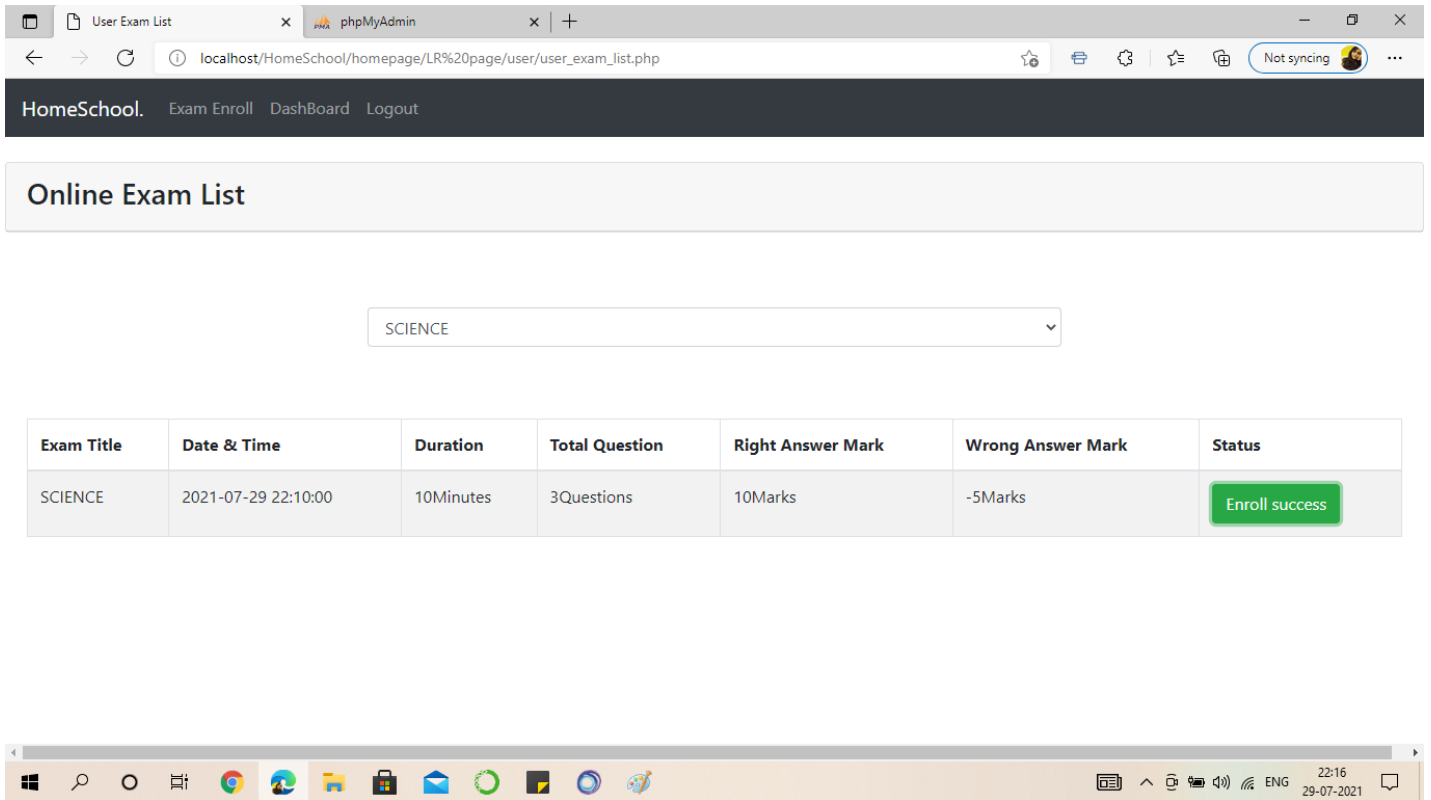 User Exam List
phpMyAdmin
localhost/HomeSchool/homepage/LR%20page/user/user_exam_list.php
Not syncing
HomeSchool. Exam Enroll DashBoard Logout
Online Exam List
SCIENCE
Exam Title Date & Time Duration Total Question Right Answer Mark Wrong Answer Mark Status
SCIENCE 2021-07-29 22:10:00 10Minutes 3Questions 10Marks -5Marks Enroll success
ENG
22:16
29-07-2021